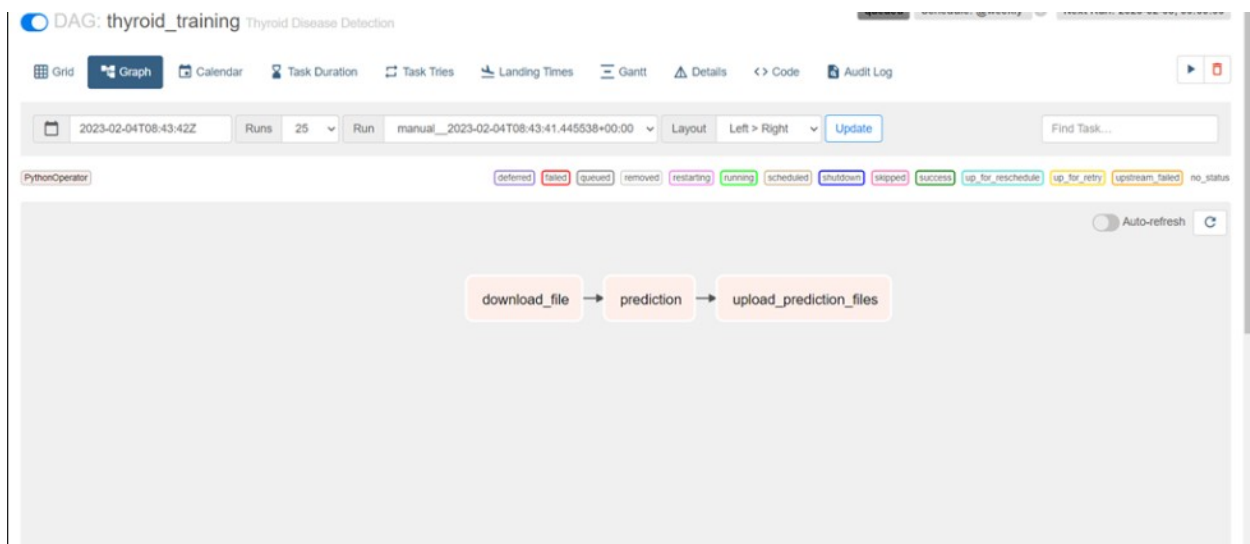 DAG: thyroid_training Thyroid Disease Detection
Grid Graph Calendar Task Duration Task Tries Landing Times Gantt Details <> Code Audit Log
2023-02-04T08:43:42Z Runs 25 Run manual__2023-02-04T08:43:41.445538+00:00 Layout Left > Right Update Find Task...
PythonOperator deferred failed queued removed restarting running scheduled shutdown skipped success up_for_reschedule up_for_retry upstream_failed no_status
Auto-refresh
download_file prediction upload_prediction_files